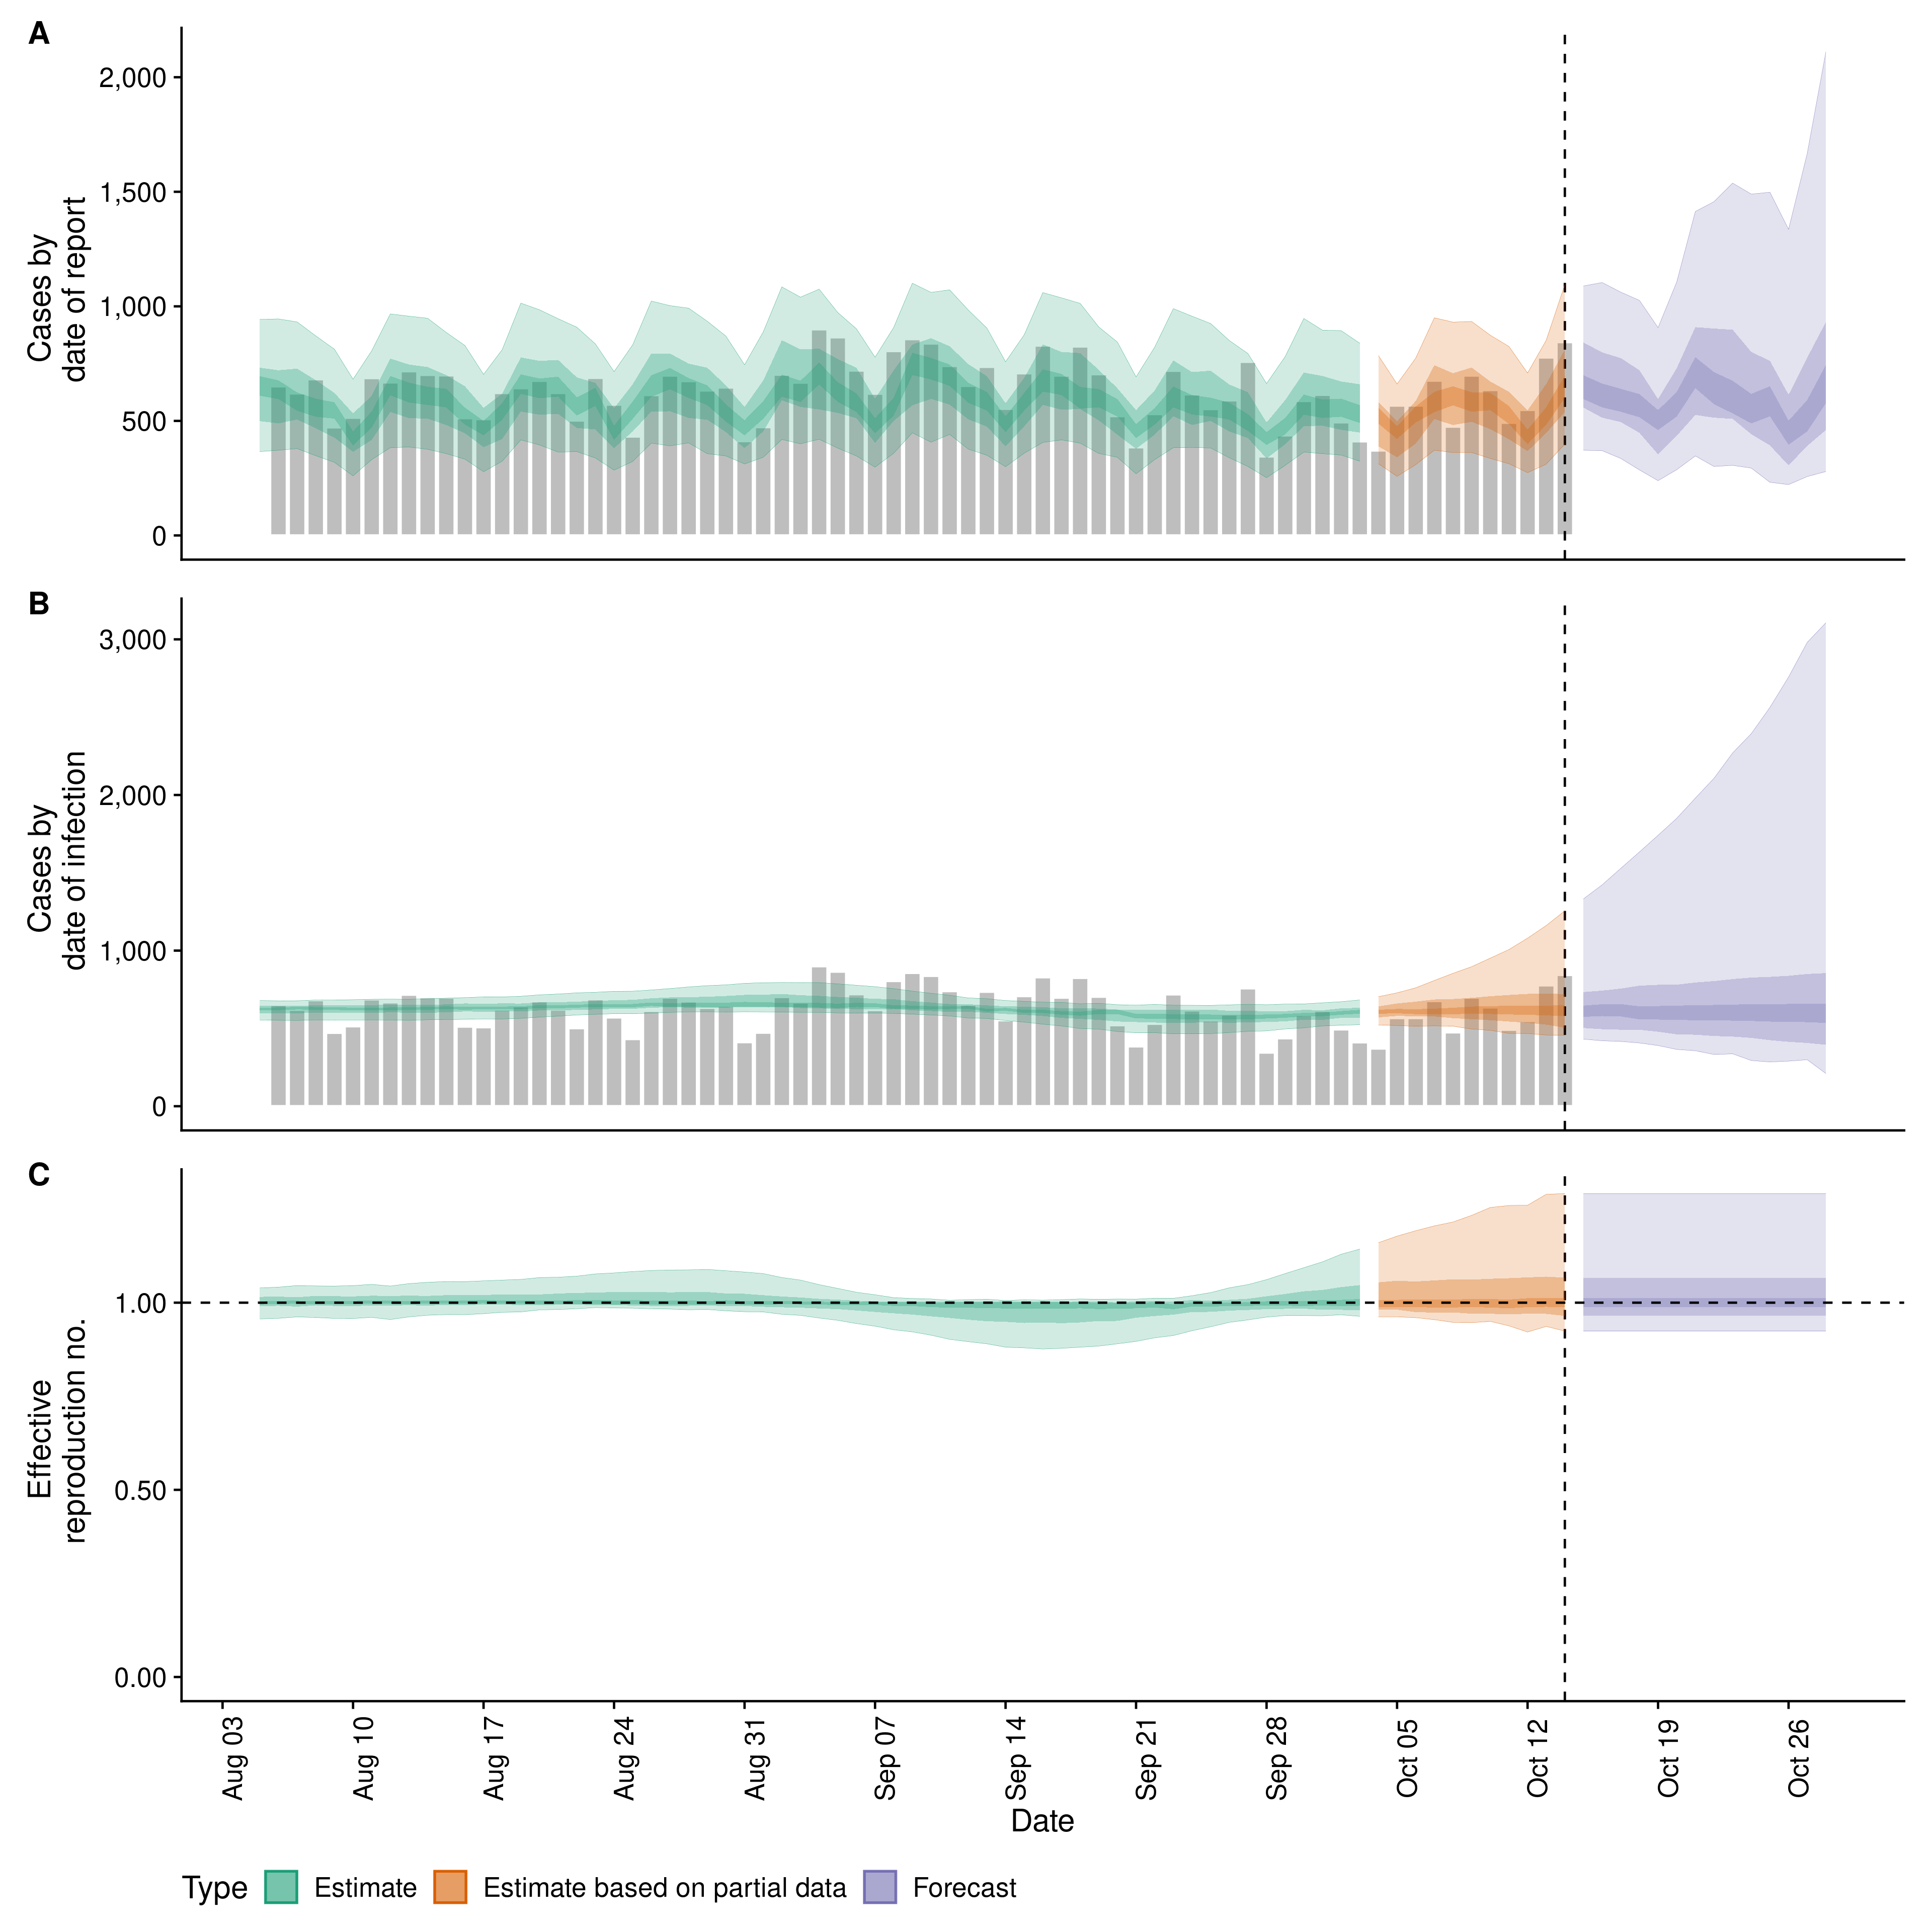 A
Cases by
date of report
2,000
1,500
1,000
500
0
B
Cases by
date of infection
3,000
2,000
1,000
0
C
Effective
reproduction no.
1.00
0.50
0.00
Aug 03
Aug 10
Aug 17
Aug 24
Aug 31
Sep 07
Sep 14
Sep 21
Sep 28
Oct 05
Oct 12
Oct 19
Oct 26
Date
Type Estimate Estimate based on partial data Forecast